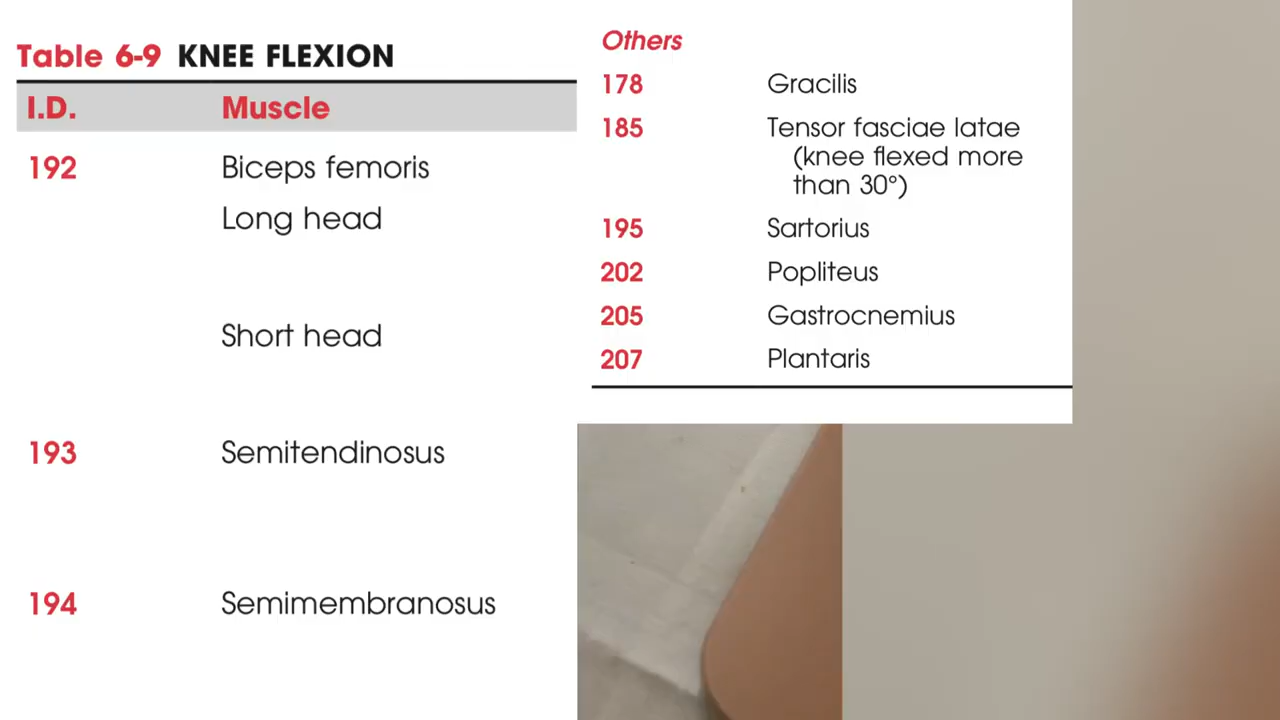 Table 6-9 KNEE FLEXION
I.D. Muscle
192 Biceps femoris
Long head
Short head
193 Semitendinosus
194 Semimembranosus
Others
178 Gracilis
185 Tensor fasciae latae
(knee flexed more
than 30°)
195 Sartorius
202 Popliteus
205 Gastrocnemius
207 Plantaris